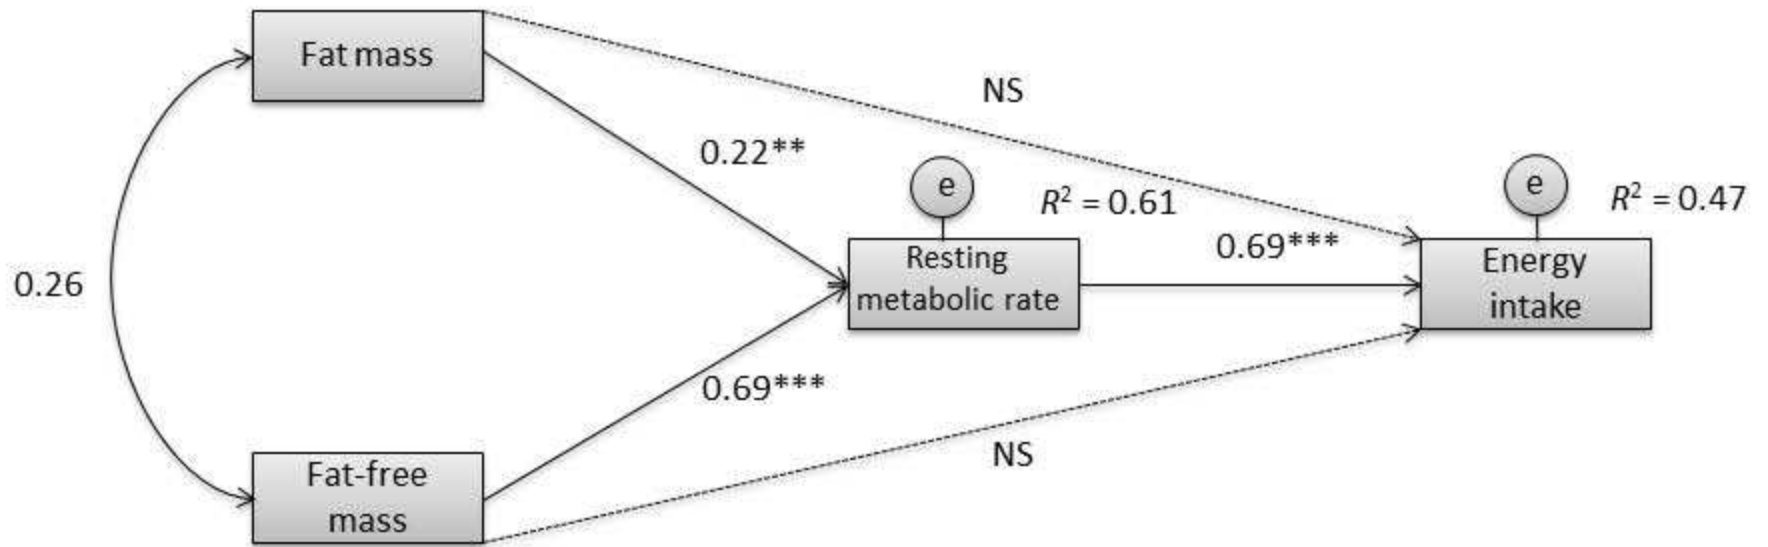 Fat mass
NS
0.22**
e
R² = 0.61
e
R² = 0.47
0.69***
Resting
metabolic rate
Energy
intake
0.26
0.69***
NS
Fat-free
mass